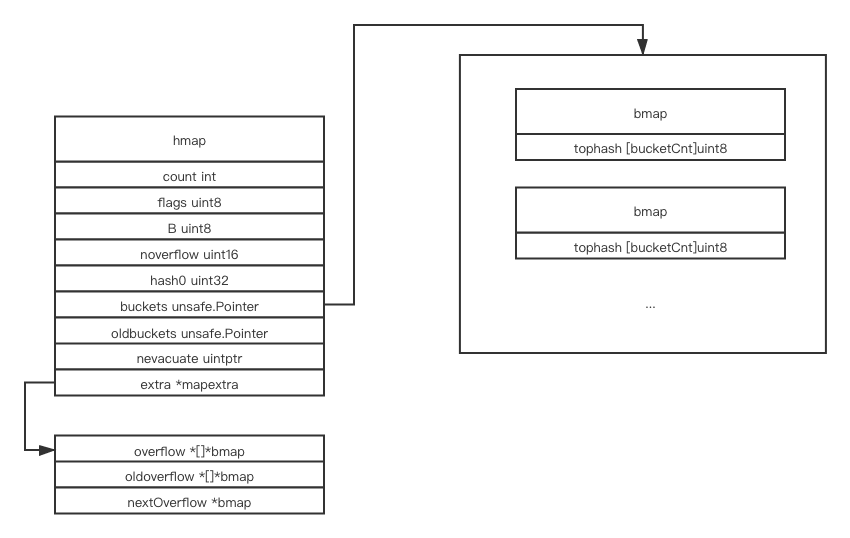 hmap
count int
flags uint8
B uint8
noverflow uint16
hash0 uint32
buckets unsafe.Pointer
oldbuckets unsafe.Pointer
nevacuate uintptr
extra *mapextra
overflow *[]*bmap
oldoverflow *[]*bmap
nextOverflow *bmap
bmap
tophash [bucketCnt]uint8
bmap
tophash [bucketCnt]uint8
...